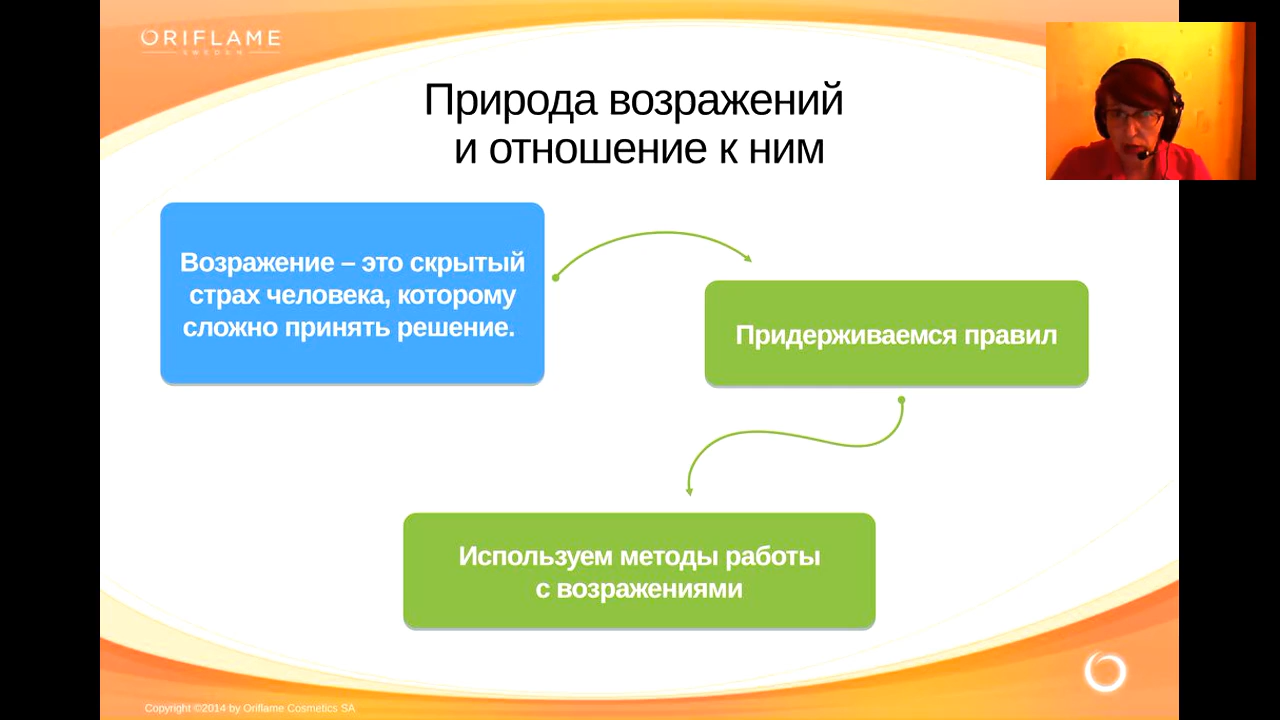 ORIFLAME
SWEDEN
Природа возражений
и отношение к ним
Возражение – это скрытый
страх человека, которому
сложно принять решение.
Придерживаемся правил
Используем методы работы
с возражениями
Copyright ©2014 by Oriflame Cosmetics SA